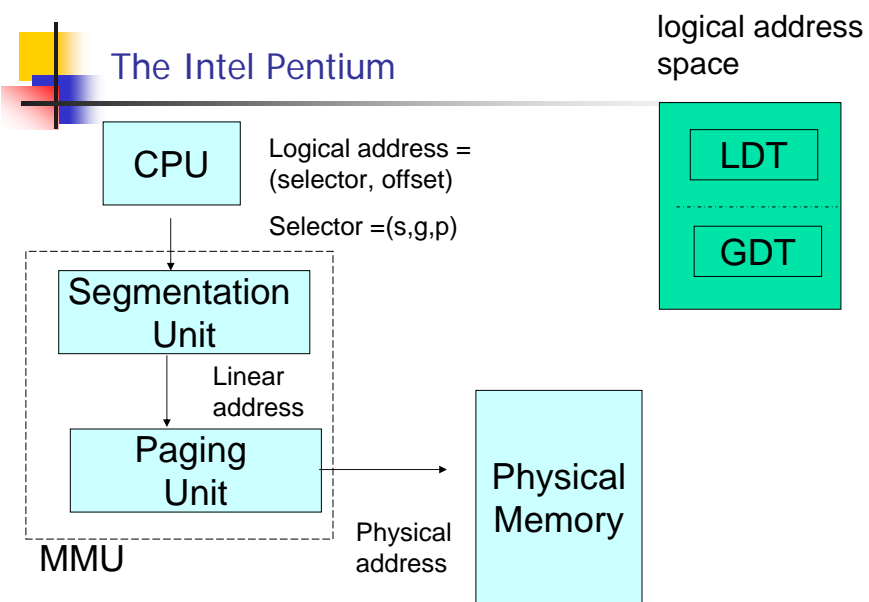 The Intel Pentium
logical address
space
CPU
Logical address =
(selector, offset)
Selector =(s,g,p)
LDT
GDT
Segmentation
Unit
Linear
address
Paging
Unit
Physical
Memory
Physical
address
MMU